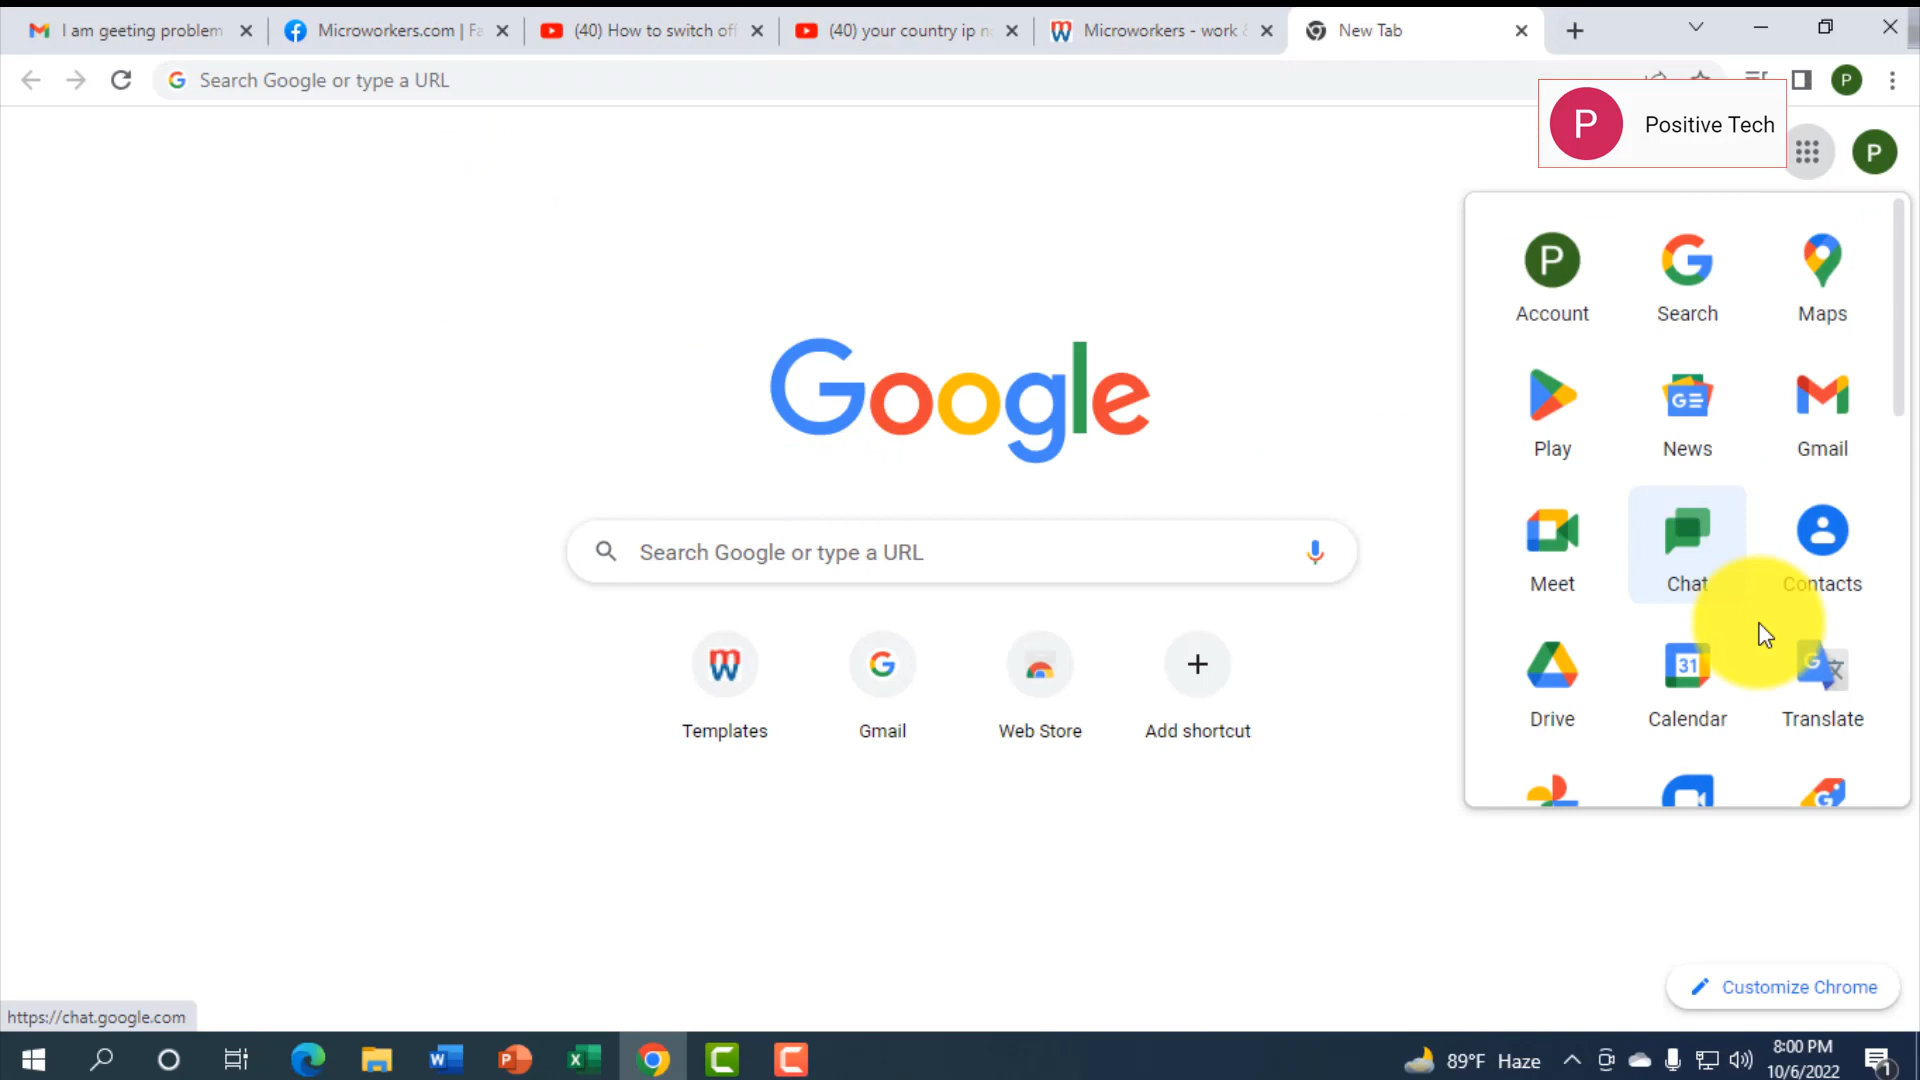 I am geeting problem
Microworkers.com | Fa
(40) How to switch off
(40) your country ip n
Microworkers - work &
New Tab
Search Google or type a URL
P
P
Positive Tech
P
P
Account
Search
Maps
Play
GE
News
Gmail
Google
Meet
Chat
Contacts
Search Google or type a URL
31
Drive
Calendar
Translate
Templates
Gmail
Web Store
Add shortcut
Customize Chrome
https://chat.google.com
89°F Haze
8:00 PM
10/6/2022
1